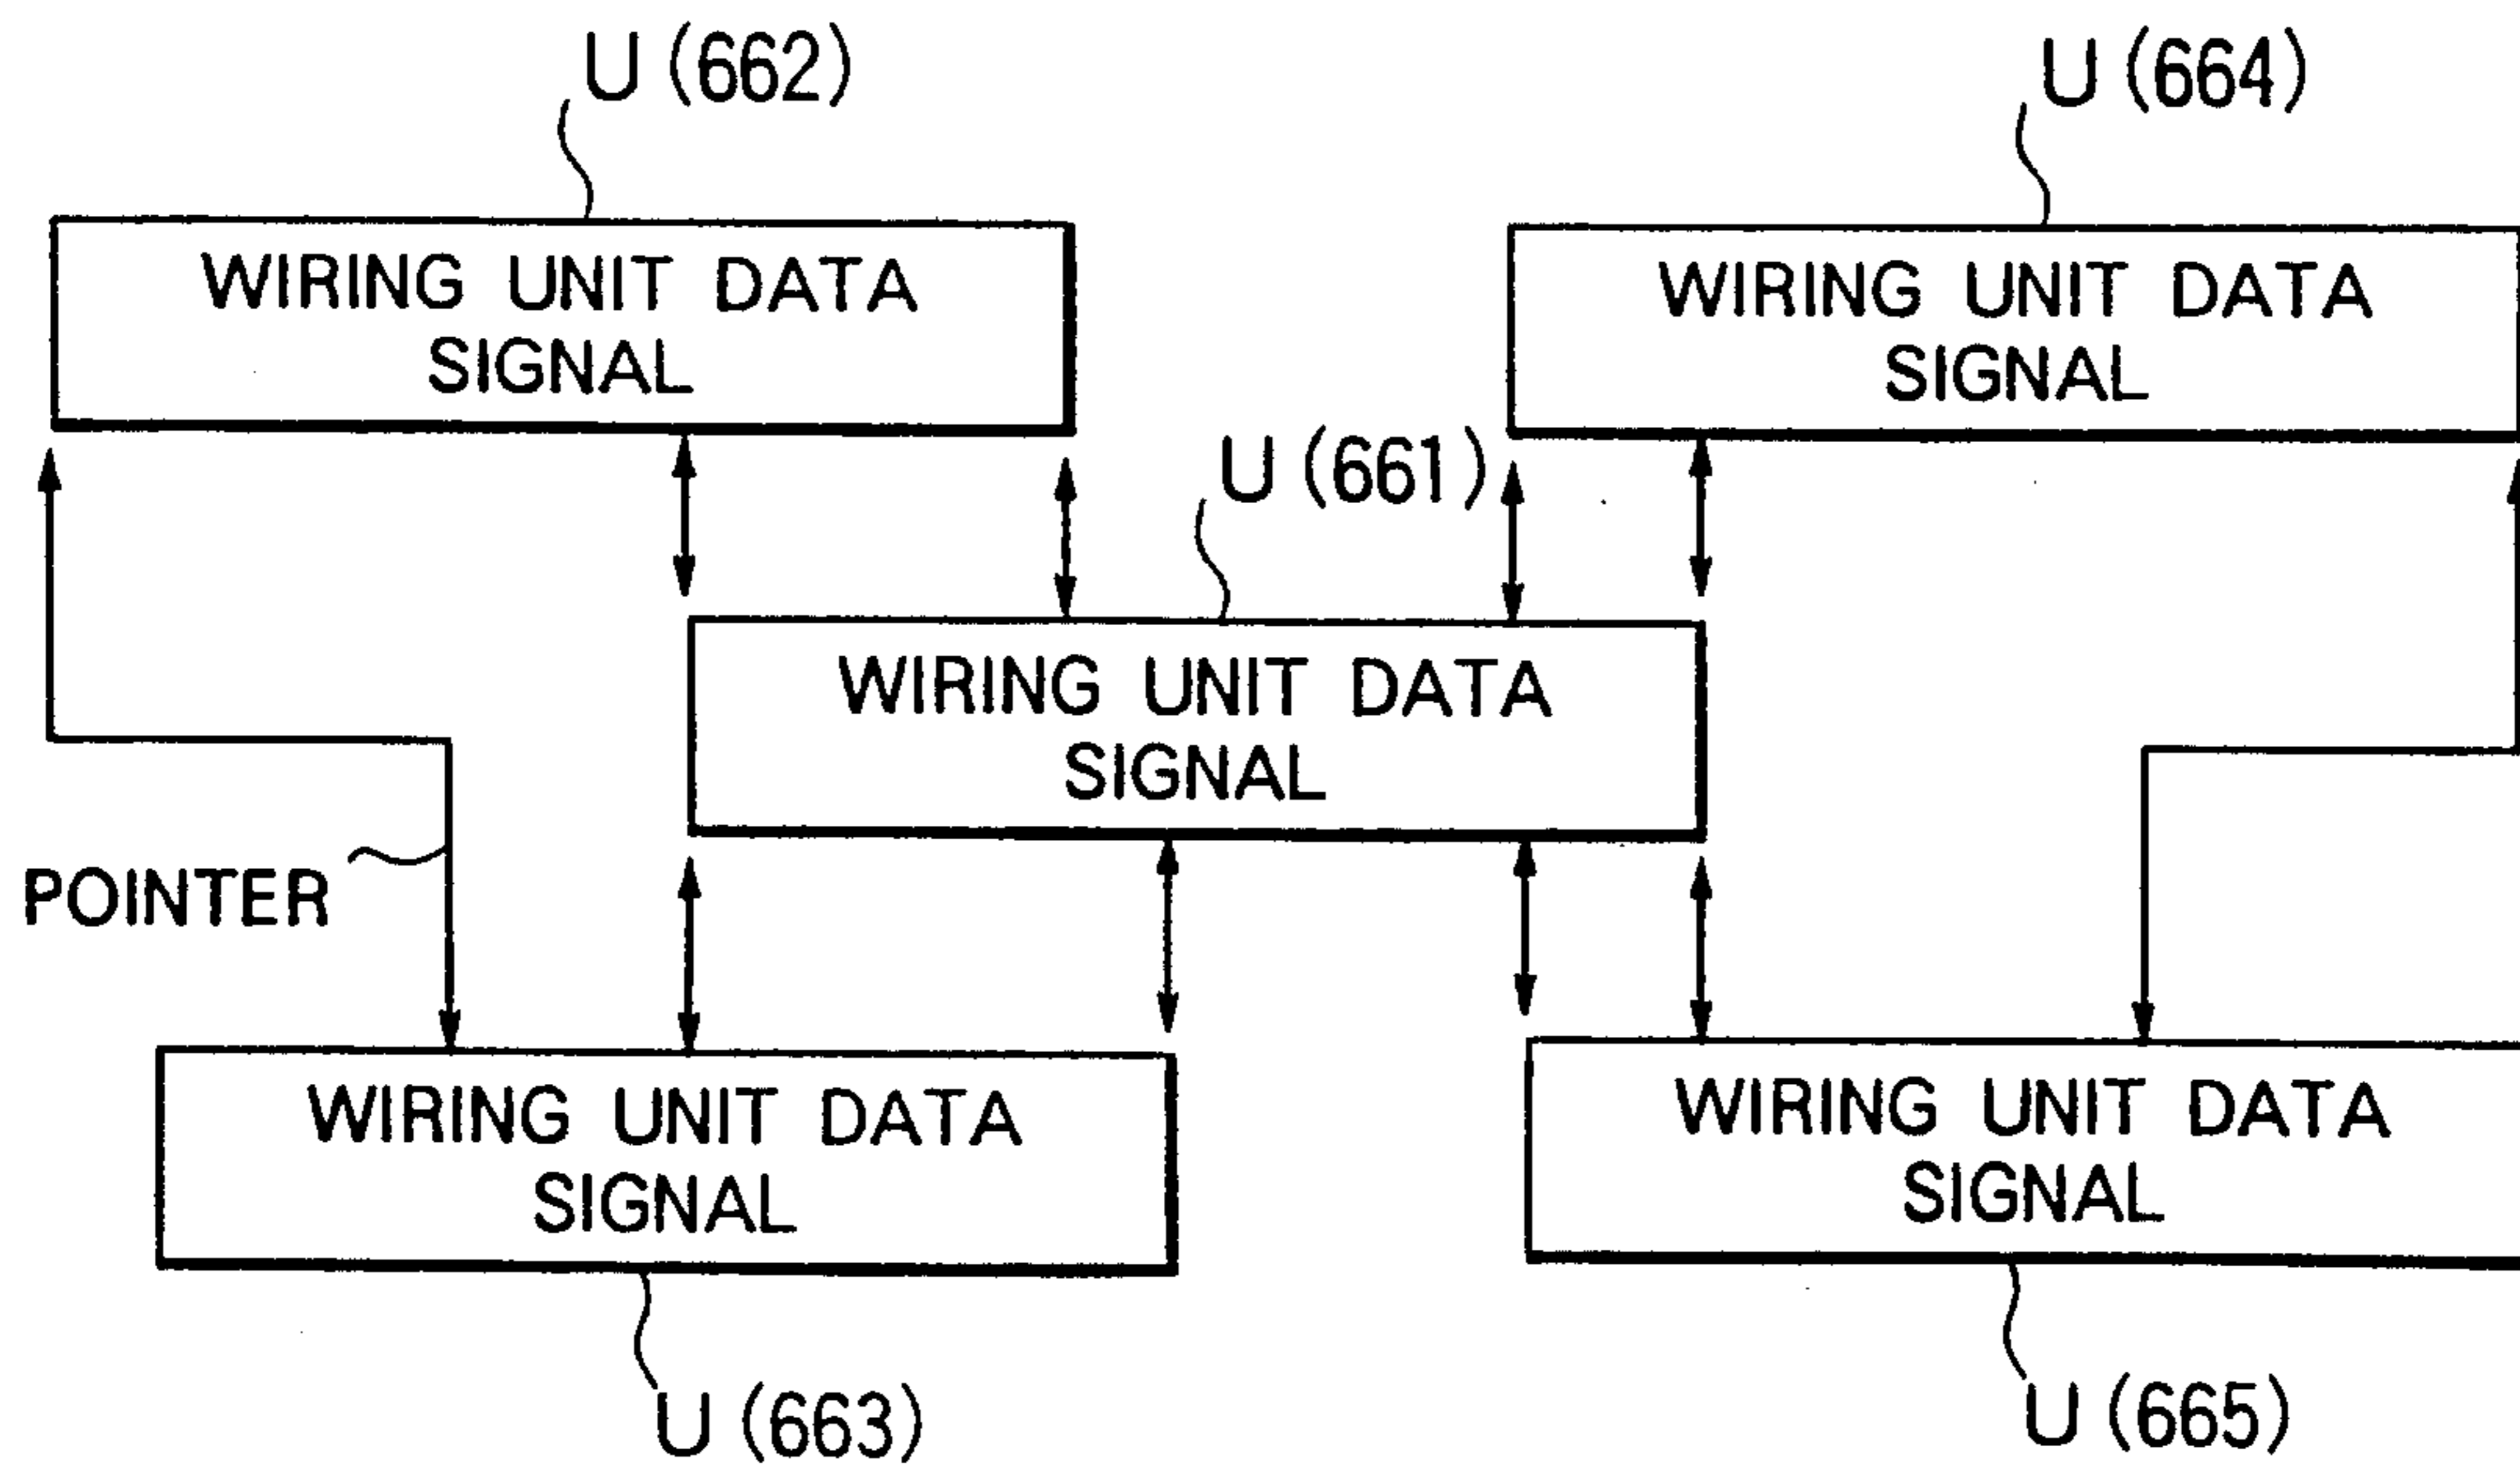 U (662)
U (664)
WIRING UNIT DATA
SIGNAL
WIRING UNIT DATA
SIGNAL
U (661)
WIRING UNIT DATA
SIGNAL
POINTER
WIRING UNIT DATA
SIGNAL
WIRING UNIT DATA
SIGNAL
U (663)
U (665)